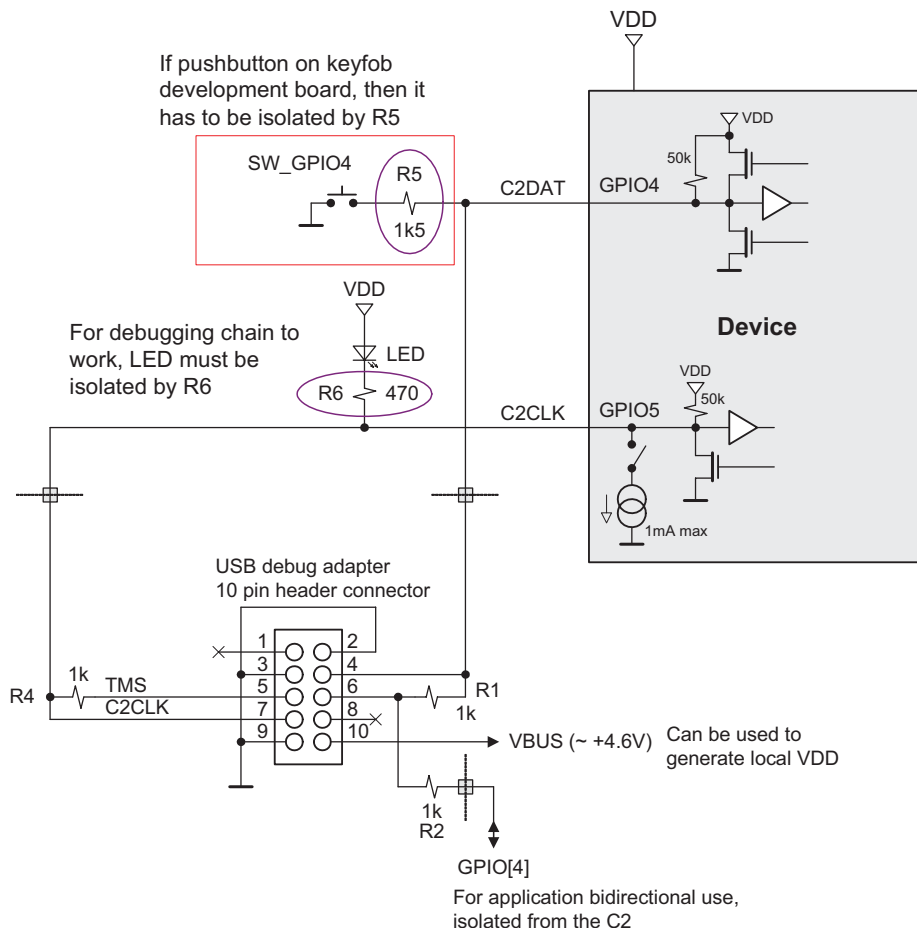 VDD
If pushbutton on keyfob
development board, then it
has to be isolated by R5
SW_GPIO4
R5
1k5
C2DAT
GPIO4
VDD
50k
VDD
LED
For debugging chain to
work, LED must be
isolated by R6
R6
470
Device
C2CLK
GPIO5
VDD
50k
1mA max
USB debug adapter
10 pin header connector
1
2
3
4
5
6
7
8
9
10
R4
1k
TMS
C2CLK
R1
1k
VBUS (~ +4.6V)
Can be used to
generate local VDD
1k
R2
GPIO[4]
For application bidirectional use,
isolated from the C2